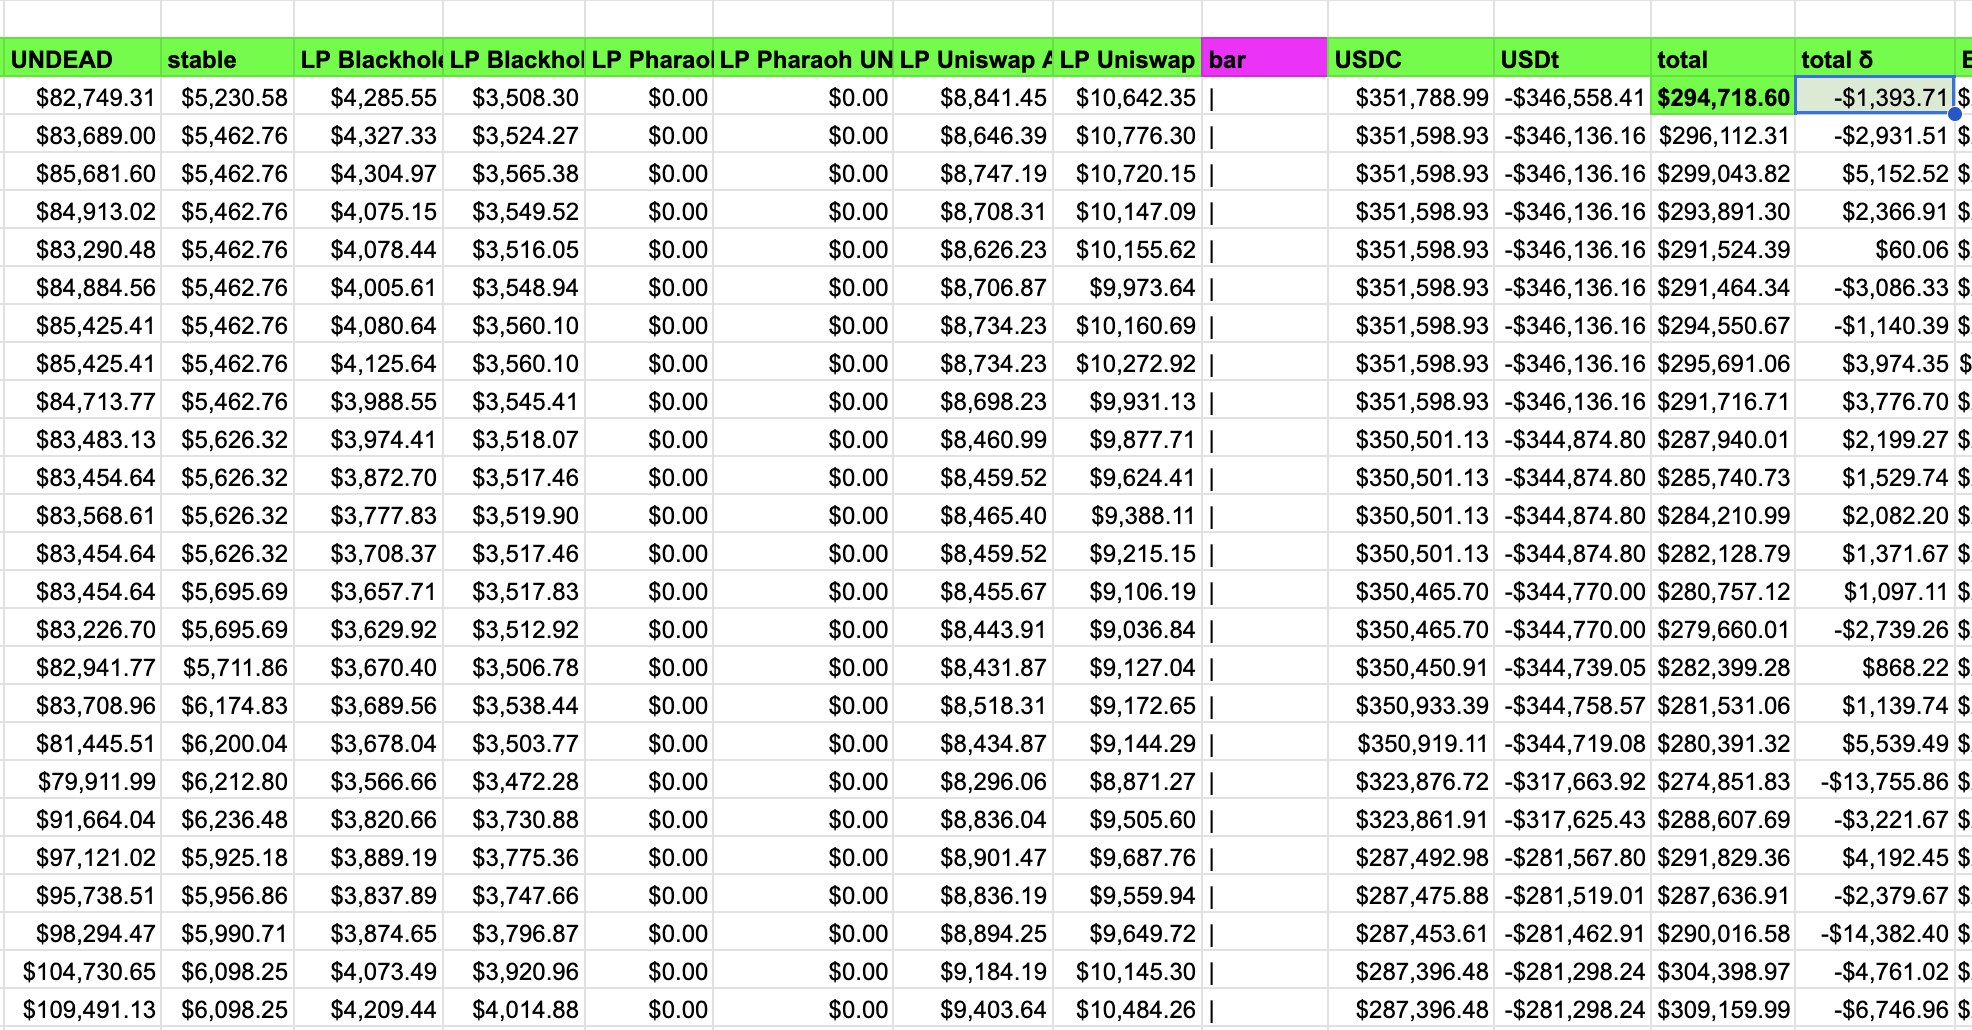 UNDEAD stable LP Blackhole LP Blackhol LP Pharaoh LP Pharaoh UN LP Uniswap A LP Uniswap bar USDC USDt total total δ E
$82,749.31 $5,230.58 $4,285.55 $3,508.30 $0.00 $0.00 $8,841.45 $10,642.35 | $351,788.99 -$346,558.41 $294,718.60 -$1,393.71 $
$83,689.00 $5,462.76 $4,327.33 $3,524.27 $0.00 $0.00 $8,646.39 $10,776.30 | $351,598.93 -$346,136.16 $296,112.31 -$2,931.51 $
$85,681.60 $5,462.76 $4,304.97 $3,565.38 $0.00 $0.00 $8,747.19 $10,720.15 | $351,598.93 -$346,136.16 $299,043.82 $5,152.52 $
$84,913.02 $5,462.76 $4,075.15 $3,549.52 $0.00 $0.00 $8,708.31 $10,147.09 | $351,598.93 -$346,136.16 $293,891.30 $2,366.91 $
$83,290.48 $5,462.76 $4,078.44 $3,516.05 $0.00 $0.00 $8,626.23 $10,155.62 | $351,598.93 -$346,136.16 $291,524.39 $60.06 $
$84,884.56 $5,462.76 $4,005.61 $3,548.94 $0.00 $0.00 $8,706.87 $9,973.64 | $351,598.93 -$346,136.16 $291,464.34 -$3,086.33 $
$85,425.41 $5,462.76 $4,080.64 $3,560.10 $0.00 $0.00 $8,734.23 $10,160.69 | $351,598.93 -$346,136.16 $294,550.67 -$1,140.39 $
$85,425.41 $5,462.76 $4,125.64 $3,560.10 $0.00 $0.00 $8,734.23 $10,272.92 | $351,598.93 -$346,136.16 $295,691.06 $3,974.35 $
$84,713.77 $5,462.76 $3,988.55 $3,545.41 $0.00 $0.00 $8,698.23 $9,931.13 | $351,598.93 -$346,136.16 $291,716.71 $3,776.70 $
$83,483.13 $5,626.32 $3,974.41 $3,518.07 $0.00 $0.00 $8,460.99 $9,877.71 | $350,501.13 -$344,874.80 $287,940.01 $2,199.27 $
$83,454.64 $5,626.32 $3,872.70 $3,517.46 $0.00 $0.00 $8,459.52 $9,624.41 | $350,501.13 -$344,874.80 $285,740.73 $1,529.74 $
$83,568.61 $5,626.32 $3,777.83 $3,519.90 $0.00 $0.00 $8,465.40 $9,388.11 | $350,501.13 -$344,874.80 $284,210.99 $2,082.20 $
$83,454.64 $5,626.32 $3,708.37 $3,517.46 $0.00 $0.00 $8,459.52 $9,215.15 | $350,501.13 -$344,874.80 $282,128.79 $1,371.67 $
$83,454.64 $5,695.69 $3,657.71 $3,517.83 $0.00 $0.00 $8,455.67 $9,106.19 | $350,465.70 -$344,770.00 $280,757.12 $1,097.11 $
$83,226.70 $5,695.69 $3,629.92 $3,512.92 $0.00 $0.00 $8,443.91 $9,036.84 | $350,465.70 -$344,770.00 $279,660.01 -$2,739.26 $
$82,941.77 $5,711.86 $3,670.40 $3,506.78 $0.00 $0.00 $8,431.87 $9,127.04 | $350,450.91 -$344,739.05 $282,399.28 $868.22 $
$83,708.96 $6,174.83 $3,689.56 $3,538.44 $0.00 $0.00 $8,518.31 $9,172.65 | $350,933.39 -$344,758.57 $281,531.06 $1,139.74 $
$81,445.51 $6,200.04 $3,678.04 $3,503.77 $0.00 $0.00 $8,434.87 $9,144.29 | $350,919.11 -$344,719.08 $280,391.32 $5,539.49 $
$79,911.99 $6,212.80 $3,566.66 $3,472.28 $0.00 $0.00 $8,296.06 $8,871.27 | $323,876.72 -$317,663.92 $274,851.83 -$13,755.86 $
$91,664.04 $6,236.48 $3,820.66 $3,730.88 $0.00 $0.00 $8,836.04 $9,505.60 | $323,861.91 -$317,625.43 $288,607.69 -$3,221.67 $
$97,121.02 $5,925.18 $3,889.19 $3,775.36 $0.00 $0.00 $8,901.47 $9,687.76 | $287,492.98 -$281,567.80 $291,829.36 $4,192.45 $
$95,738.51 $5,956.86 $3,837.89 $3,747.66 $0.00 $0.00 $8,836.19 $9,559.94 | $287,475.88 -$281,519.01 $287,636.91 -$2,379.67 $
$98,294.47 $5,990.71 $3,874.65 $3,796.87 $0.00 $0.00 $8,894.25 $9,649.72 | $287,453.61 -$281,462.91 $290,016.58 -$14,382.40 $
$104,730.65 $6,098.25 $4,073.49 $3,920.96 $0.00 $0.00 $9,184.19 $10,145.30 | $287,396.48 -$281,298.24 $304,398.97 -$4,761.02 $
$109,491.13 $6,098.25 $4,209.44 $4,014.88 $0.00 $0.00 $9,403.64 $10,484.26 | $287,396.48 -$281,298.24 $309,159.99 -$6,746.96 $